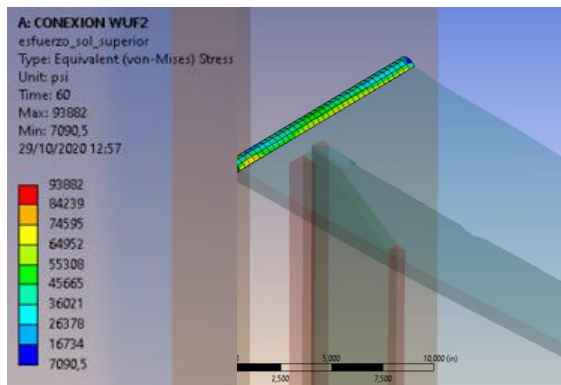 A: CONEXION WUF2
esfuerzo_sol_superior
Type: Equivalent (von-Mises) Stress
Unit: psi
Time: 60
Max: 93882
Min: 7090,5
29/10/2020 12:57
93882
84239
74595
64952
55308
45665
36021
26378
16734
7090,5
5,000
10,000 (in)
2,500
7,500